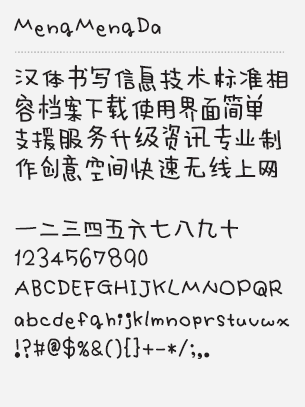 MengMengDa
汉体书写信息技术标准相
容档案下载使用界面简单
支援服务升级资讯专业制
作创意空间快速无线上网
一二三四五六七八九十
1234567890
ABCDEFGHIJKLMNOPQR
abcdefghijklmnoprstuvwx
!?#@$%&(){}+-*/;,.